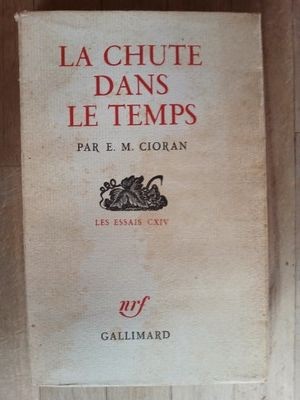 LA CHUTE
DANS
LE TEMPS
PAR E. M. CIORAN
LES ESSAIS CXIV
nrf
GALLIMARD